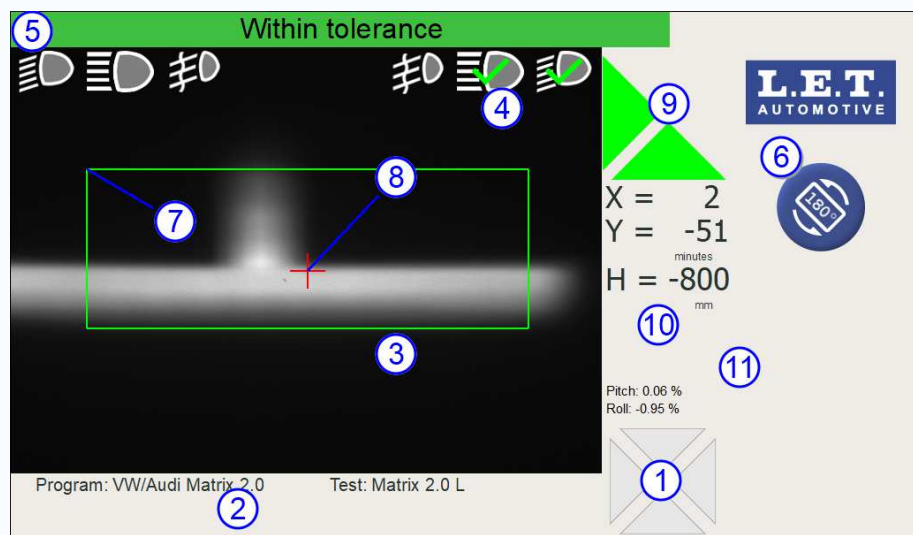 5
Within tolerance
4
9
L.E.T.
AUTOMOTIVE
6
180°
7
8
X = 2
Y = -51
minutes
H = -800
mm
10
3
11
Pitch: 0.06 %
Roll: -0.95 %
1
Program: VW/Audi Matrix 2.0 Test: Matrix 2.0 L
2